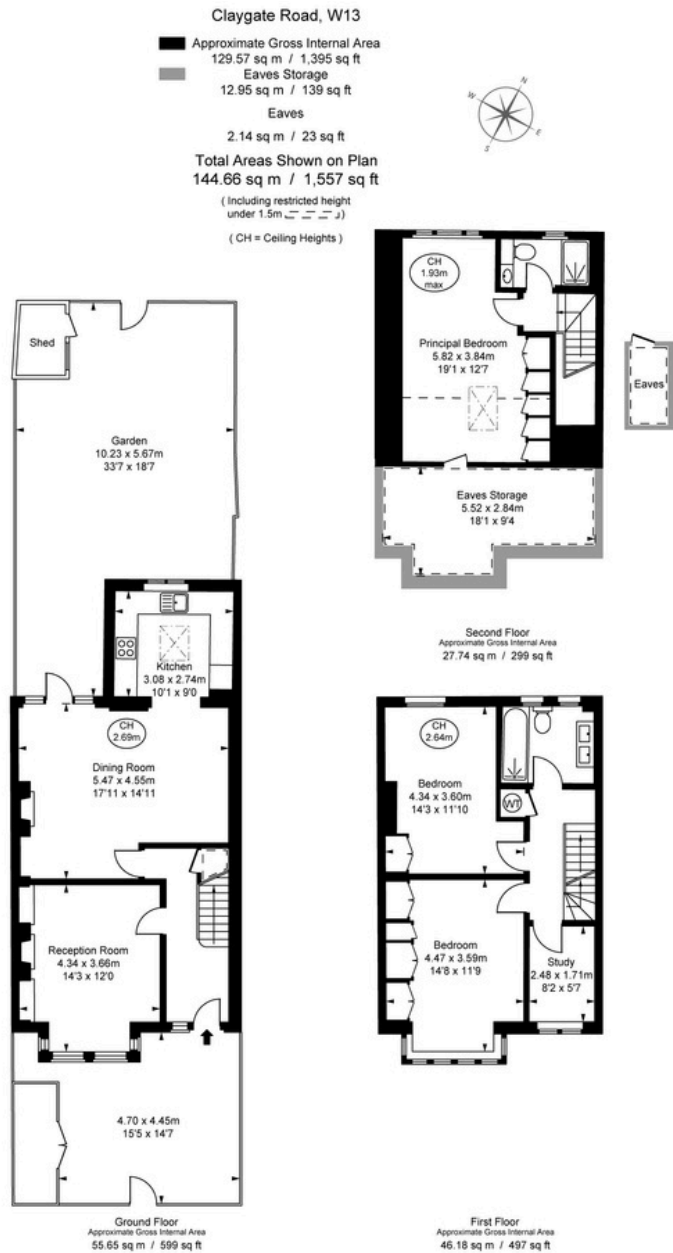 Claygate Road, W13
Approximate Gross Internal Area
129.57 sq m / 1,395 sq ft
Eaves Storage
12.95 sq m / 139 sq ft
Eaves
2.14 sq m / 23 sq ft
Total Areas Shown on Plan
144.66 sq m / 1,557 sq ft
( Including restricted height
under 1.5m )
( CH = Ceiling Heights )
N
E
S
W
CH
1.93m
max
Principal Bedroom
5.82 x 3.84m
19'1 x 12'7
Eaves
Eaves Storage
5.52 x 2.84m
18'1 x 9'4
Second Floor
Approximate Gross Internal Area
27.74 sq m / 299 sq ft
Shed
Garden
10.23 x 5.67m
33'7 x 18'7
Kitchen
3.08 x 2.74m
10'1 x 9'0
CH
2.69m
Dining Room
5.47 x 4.55m
17'11 x 14'11
Reception Room
4.34 x 3.66m
14'3 x 12'0
4.70 x 4.45m
15'5 x 14'7
Ground Floor
Approximate Gross Internal Area
55.65 sq m / 599 sq ft
CH
2.64m
Bedroom
4.34 x 3.60m
14'3 x 11'10
WT
Bedroom
4.47 x 3.59m
14'8 x 11'9
Study
2.48 x 1.71m
8'2 x 5'7
First Floor
Approximate Gross Internal Area
46.18 sq m / 497 sq ft